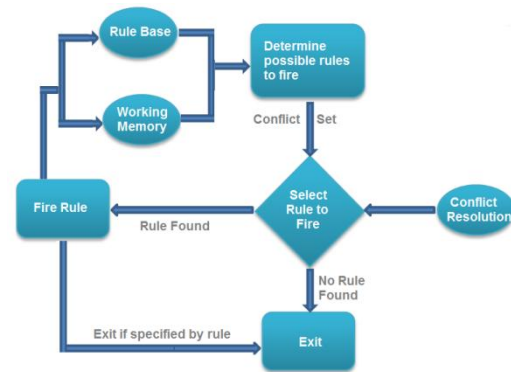 Rule Base
Determine
possible rules
to fire
Working
Memory
Conflict Set
Select
Rule to
Fire
Conflict
Resolution
Fire Rule
Rule Found
No Rule
Found
Exit if specified by rule
Exit